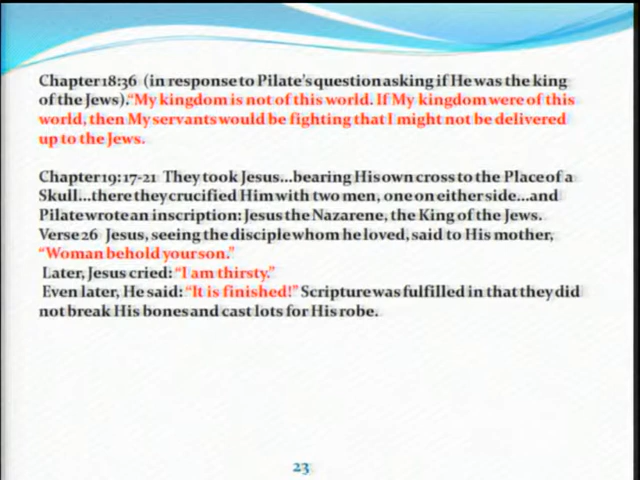 Chapter 18:36 (in response to Pilate's question asking if He was the king
of the Jews)."My kingdom is not of this world. If My kingdom were of this
world, then My servants would be fighting that I might not be delivered
up to the Jews.
Chapter 19: 17-21 They took Jesus...bearing His own cross to the Place of a
Skull...there they crucified Him with two men, one on either side...and
Pilate wrote an inscription: Jesus the Nazarene, the King of the Jews.
Verse 26 Jesus, seeing the disciple whom he loved, said to His mother,
"Woman behold your son."
Later, Jesus cried: "I am thirsty."
Even later, He said: "It is finished!" Scripture was fulfilled in that they did
not break His bones and cast lots for His robe.
23